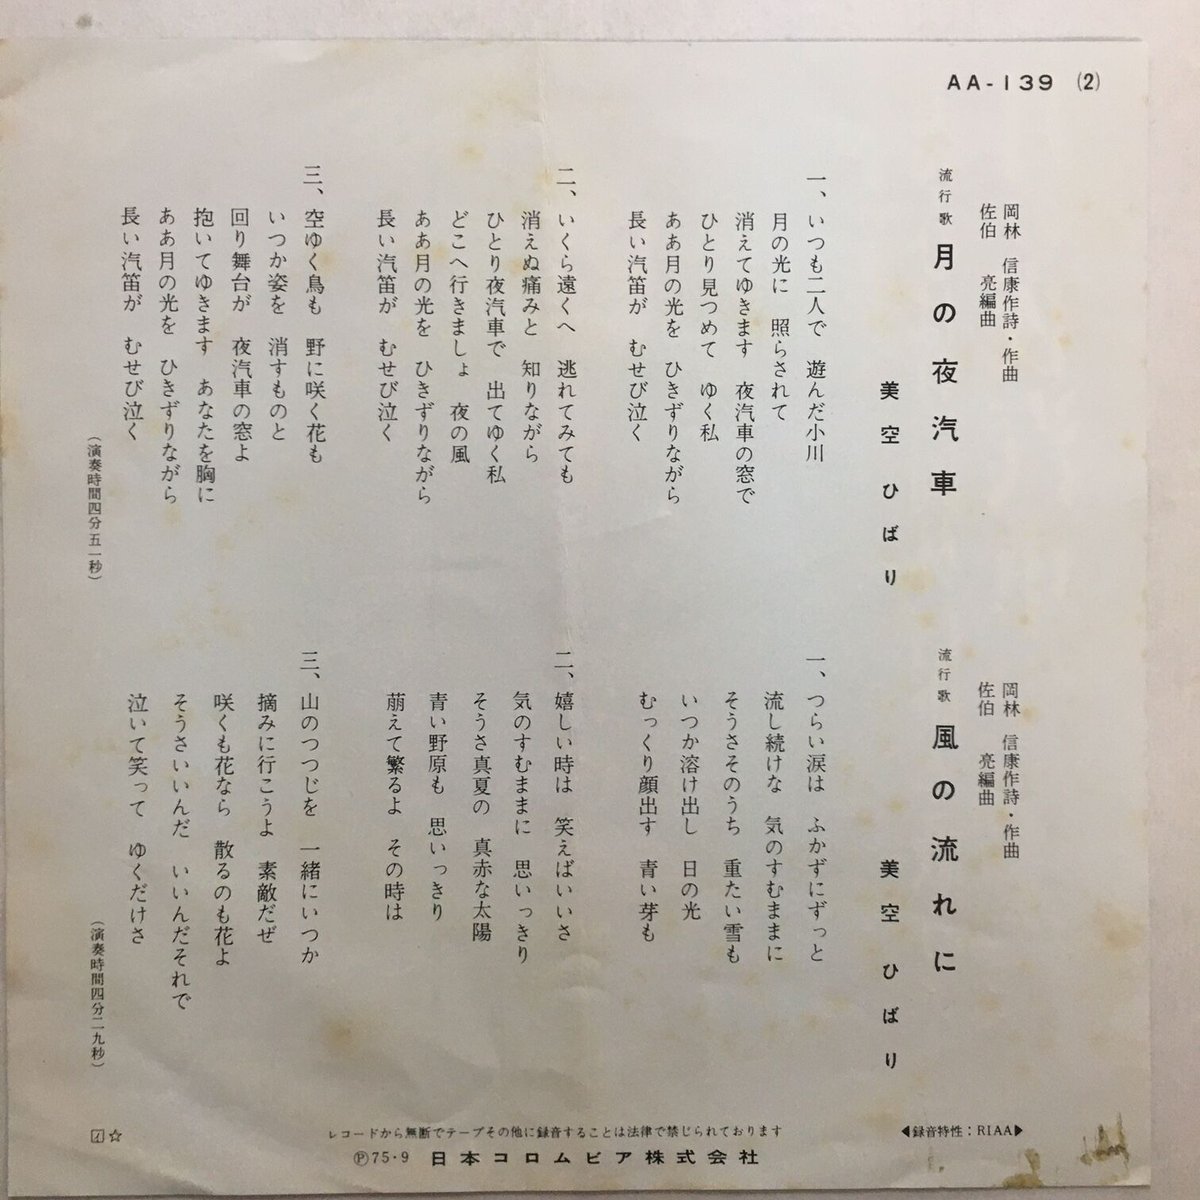 AA-139 (2)
岡林　信康作詩・作曲
佐伯　亮編曲
流行歌　月の夜汽車
美空ひばり
一、いつも二人で　遊んだ小川
月の光に　照らされて
消えてゆきます　夜汽車の窓で
ひとり見つめて　ゆく私
ああ月の光を　ひきずりながら
長い汽笛が　むせび泣く
二、いくら遠くへ　逃れてみても
消えぬ痛みと　知りながら
ひとり夜汽車で　出てゆく私
どこへ行きましょ　夜の風
ああ月の光を　ひきずりながら
長い汽笛が　むせび泣く
三、空ゆく鳥も　野に咲く花も
いつか姿を　消すものと
回り舞台が　夜汽車の窓よ
抱いてゆきます　あなたを胸に
ああ月の光を　ひきずりながら
長い汽笛が　むせび泣く
（演奏時間四分五一秒）
岡林　信康作詩・作曲
佐伯　亮編曲
流行歌　風の流れに
美空ひばり
一、つらい涙は　ふかずにずっと
流し続けな　気のすむままに
そうさそのうち　重たい雪も
いつか溶け出し　日の光
むっくり顔出す　青い芽も
二、嬉しい時は　笑えばいいさ
気のすむままに　思いっきり
そうさ真夏の　真赤な太陽
青い野原も　思いっきり
萠えて繁るよ　その時は
三、山のつつじを　一緒にいつか
摘みに行こうよ　素敵だぜ
咲くも花なら　散るのも花よ
そうさいいんだ　いいんだそれで
泣いて笑って　ゆくだけさ
（演奏時間四分二九秒）
◀録音特性：RIAA▶
レコードから無断でテープその他に録音することは法律で禁じられております
Ⓟ75・9　日本コロムビア株式会社
イ☆